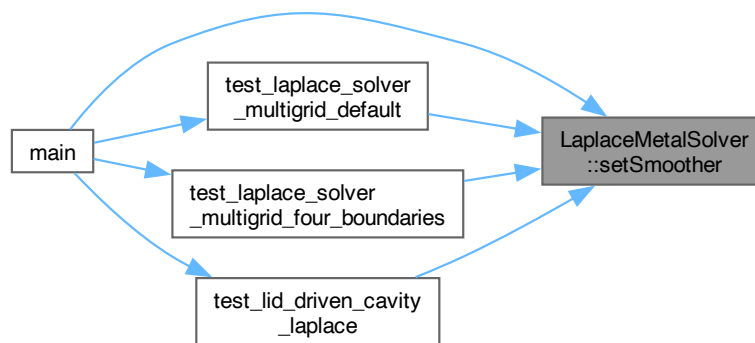 main
test_laplace_solver
_multigrid_default
test_laplace_solver
_multigrid_four_boundaries
test_lid_driven_cavity
_laplace
LaplaceMetalSolver
::setSmoother